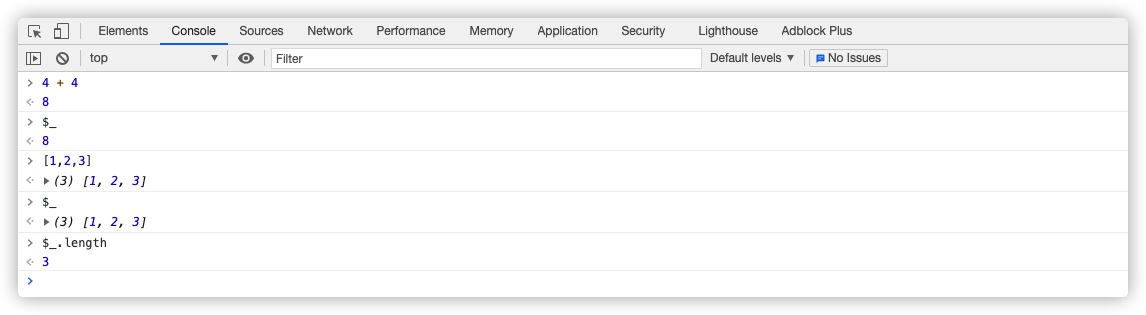 Elements Console Sources Network Performance Memory Application Security Lighthouse Adblock Plus
top Filter Default levels No Issues
4 + 4
8
$_
8
[1,2,3]
(3) [1, 2, 3]
$_
(3) [1, 2, 3]
$_.length
3